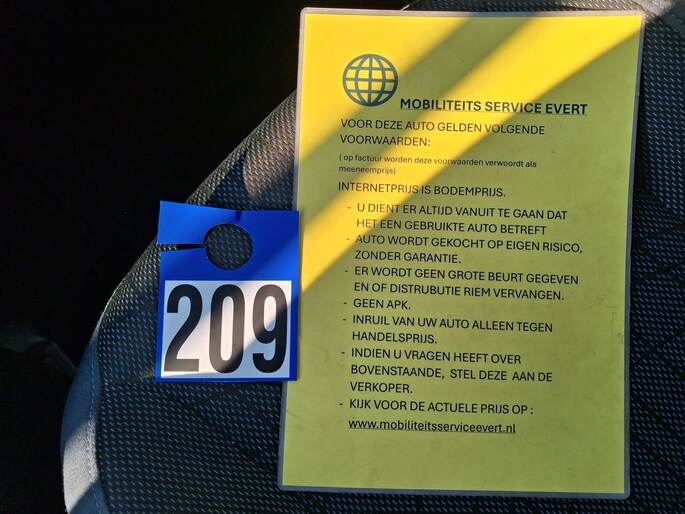 MOBILITEITS SERVICE EVERT
VOOR DEZE AUTO GELDEN VOLGENDE
VOORWAARDEN:
( op factuur worden deze voorwaarden verwoordt als
meeneemprijs)
INTERNETPRIJS IS BODEMPRIJS.
- U DIENT ER ALTIJD VANUIT TE GAAN DAT
HET EEN GEBRUIKTE AUTO BETREFT
- AUTO WORDT GEKOCHT OP EIGEN RISICO,
ZONDER GARANTIE.
- ER WORDT GEEN GROTE BEURT GEGEVEN
EN OF DISTRUBUTIE RIEM VERVANGEN.
- GEEN APK.
- INRUIL VAN UW AUTO ALLEEN TEGEN
HANDELSPRIJS.
- INDIEN U VRAGEN HEEFT OVER
BOVENSTAANDE, STEL DEZE AAN DE
VERKOPER.
- KIJK VOOR DE ACTUELE PRIJS OP :
www.mobiliteitsserviceevert.nl
209